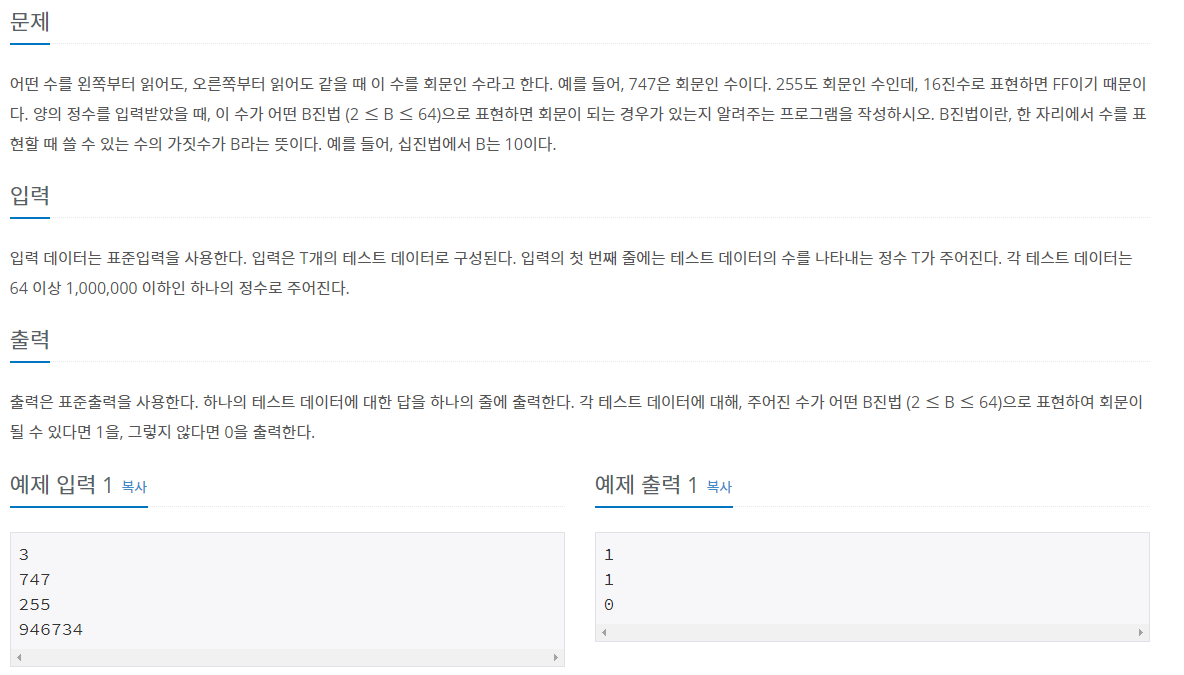 문제
어떤 수를 왼쪽부터 읽어도, 오른쪽부터 읽어도 같을 때 이 수를 회문인 수라고 한다. 예를 들어, 747은 회문인 수이다. 255도 회문인 수인데, 16진수로 표현하면 FF이기 때문이
다. 양의 정수를 입력받았을 때, 이 수가 어떤 B진법 (2 ≤ B ≤ 64)으로 표현하면 회문이 되는 경우가 있는지 알려주는 프로그램을 작성하시오. B진법이란, 한 자리에서 수를 표
현할 때 쓸 수 있는 수의 가짓수가 B라는 뜻이다. 예를 들어, 십진법에서 B는 10이다.
입력
입력 데이터는 표준입력을 사용한다. 입력은 T개의 테스트 데이터로 구성된다. 입력의 첫 번째 줄에는 테스트 데이터의 수를 나타내는 정수 T가 주어진다. 각 테스트 데이터는
64 이상 1,000,000 이하인 하나의 정수로 주어진다.
출력
출력은 표준출력을 사용한다. 하나의 테스트 데이터에 대한 답을 하나의 줄에 출력한다. 각 테스트 데이터에 대해, 주어진 수가 어떤 B진법 (2 ≤ B ≤ 64)으로 표현하여 회문이
될 수 있다면 1을, 그렇지 않다면 0을 출력한다.
예제 입력 1 복사
3
747
255
946734
예제 출력 1 복사
1
1
0